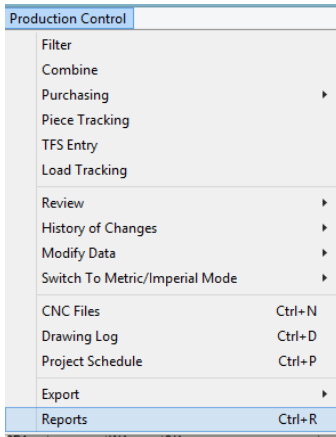 Production Control
Filter
Combine
Purchasing
Piece Tracking
TFS Entry
Load Tracking
Review
History of Changes
Modify Data
Switch To Metric/Imperial Mode
CNC Files Ctrl+N
Drawing Log Ctrl+D
Project Schedule Ctrl+P
Export
Reports Ctrl+R